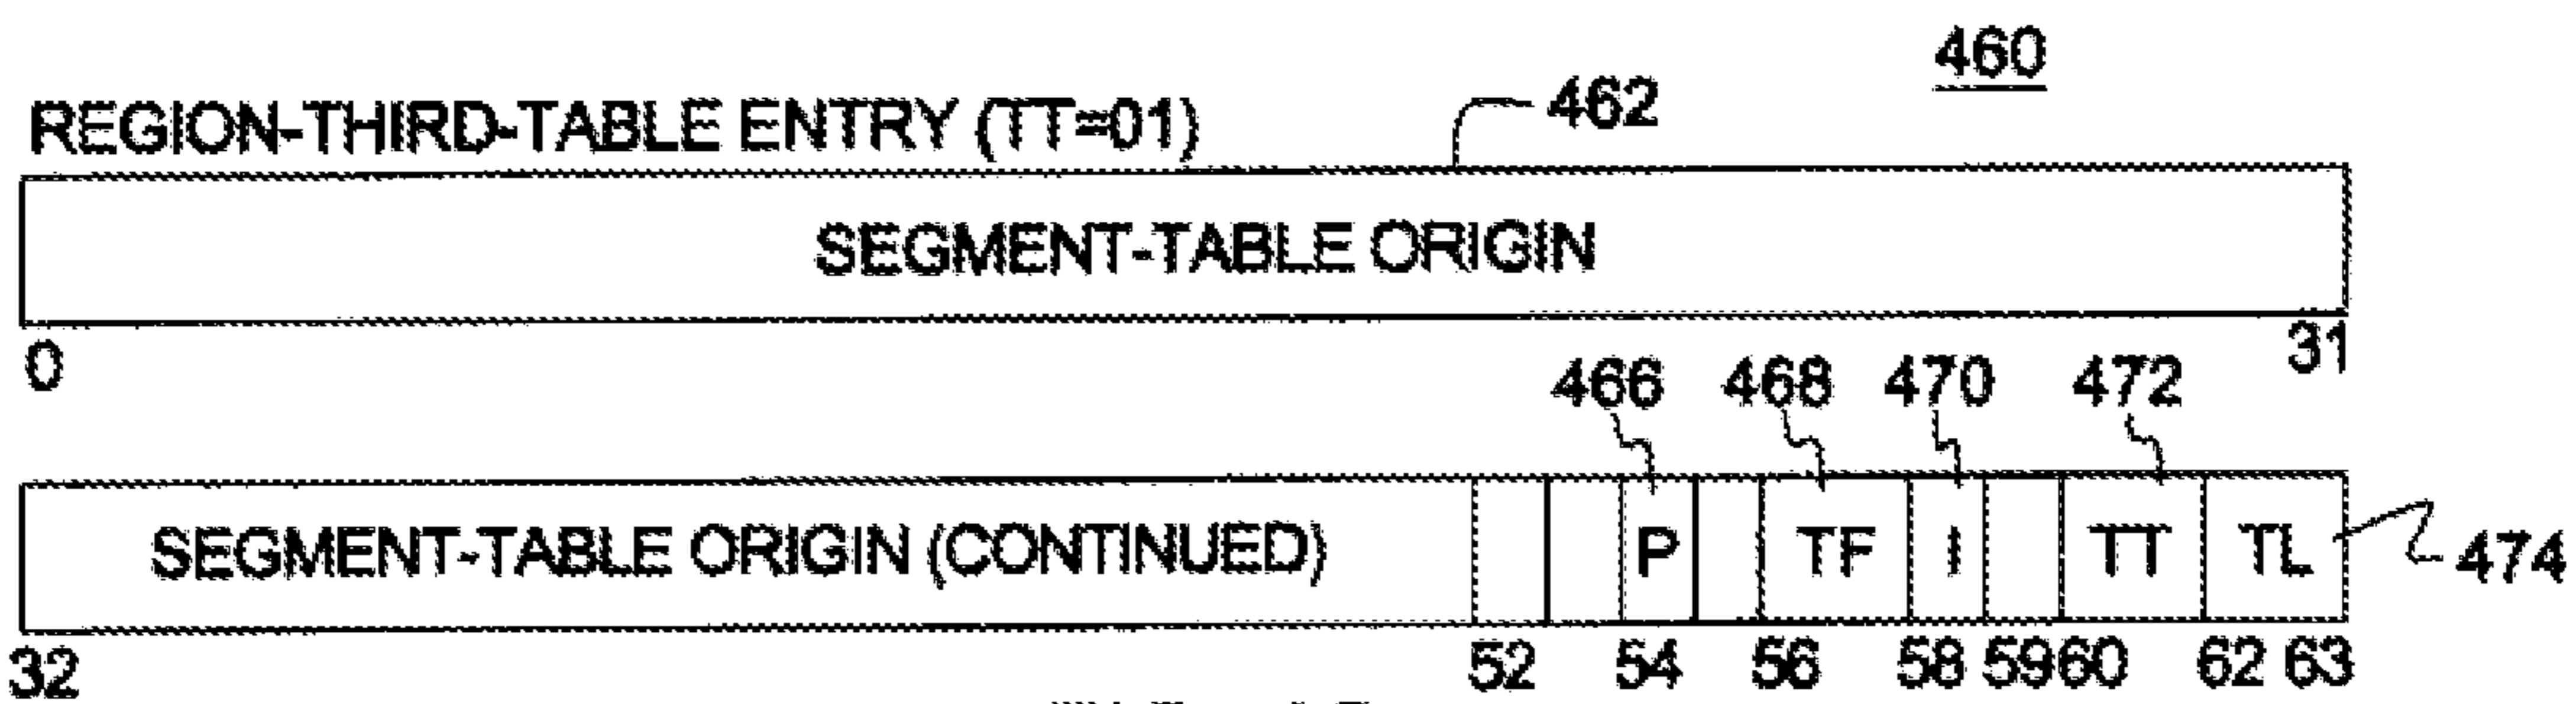 460
REGION-THIRD-TABLE ENTRY (TT=01)
462
SEGMENT-TABLE ORIGIN
0 31
466 468 470 472
SEGMENT-TABLE ORIGIN (CONTINUED) P TF I TT TL
474
32 52 54 56 58 59 60 62 63